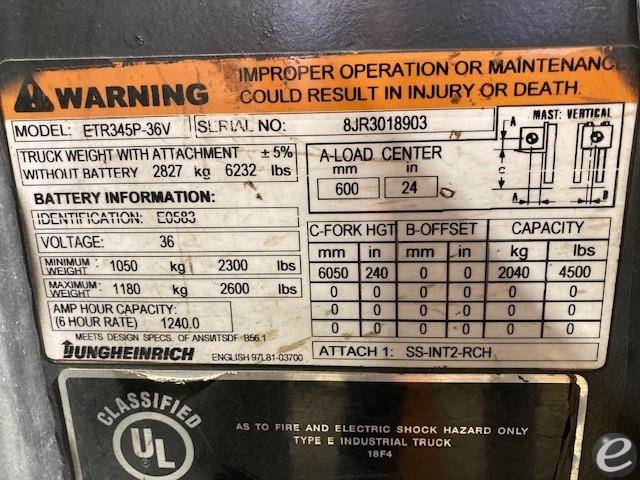 WARNING
IMPROPER OPERATION OR MAINTENANCE
COULD RESULT IN INJURY OR DEATH.
MODEL: ETR345P-36V SERIAL NO: 8JR3018903
TRUCK WEIGHT WITH ATTACHMENT ± 5%
WITHOUT BATTERY 2827 kg 6232 lbs
BATTERY INFORMATION:
IDENTIFICATION: E0583
VOLTAGE: 36
MINIMUM WEIGHT: 1050 kg 2300 lbs
MAXIMUM WEIGHT: 1180 kg 2600 lbs
AMP HOUR CAPACITY:
(6 HOUR RATE) 1240.0
MEETS DESIGN SPECS. OF ANSI/ITSDF B56.1
JUNGHEINRICH ENGLISH 97L81-03700
A-LOAD CENTER
mm in
600 24
MAST: VERTICAL
A
C
A B
C-FORK HGT B-OFFSET CAPACITY
mm in mm in kg lbs
6050 240 0 0 2040 4500
0 0 0 0 0 0
0 0 0 0 0 0
0 0 0 0 0 0
ATTACH 1: SS-INT2-RCH
CLASSIFIED
UL
AS TO FIRE AND ELECTRIC SHOCK HAZARD ONLY
TYPE E INDUSTRIAL TRUCK
18F4
e